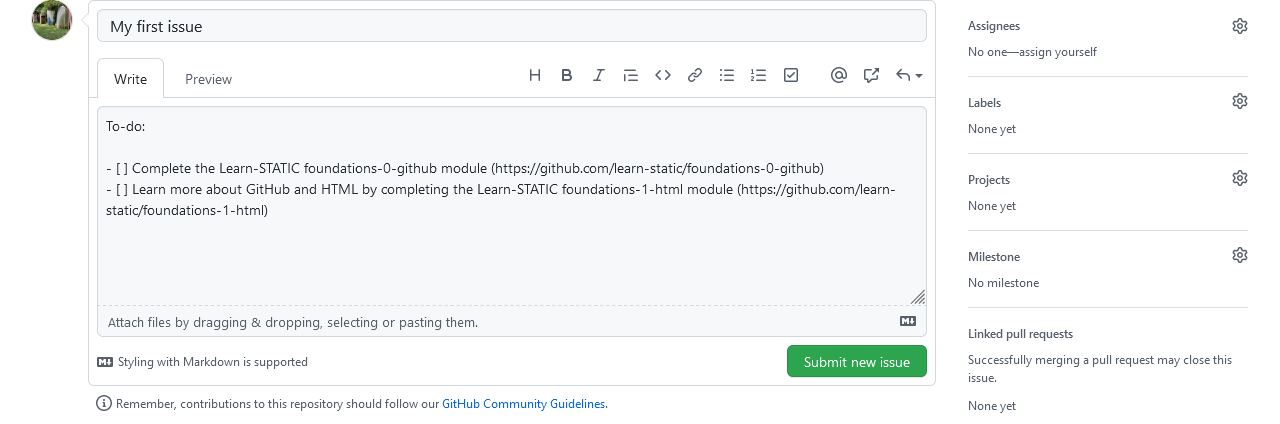 My first issue
Write
Preview
To-do:
- [ ] Complete the Learn-STATIC foundations-0-github module (https://github.com/learn-static/foundations-0-github)
- [ ] Learn more about GitHub and HTML by completing the Learn-STATIC foundations-1-html module (https://github.com/learn-
static/foundations-1-html)
Attach files by dragging & dropping, selecting or pasting them.
Styling with Markdown is supported
Submit new issue
Remember, contributions to this repository should follow our GitHub Community Guidelines.
Assignees
No one—assign yourself
Labels
None yet
Projects
None yet
Milestone
No milestone
Linked pull requests
Successfully merging a pull request may close this
issue.
None yet